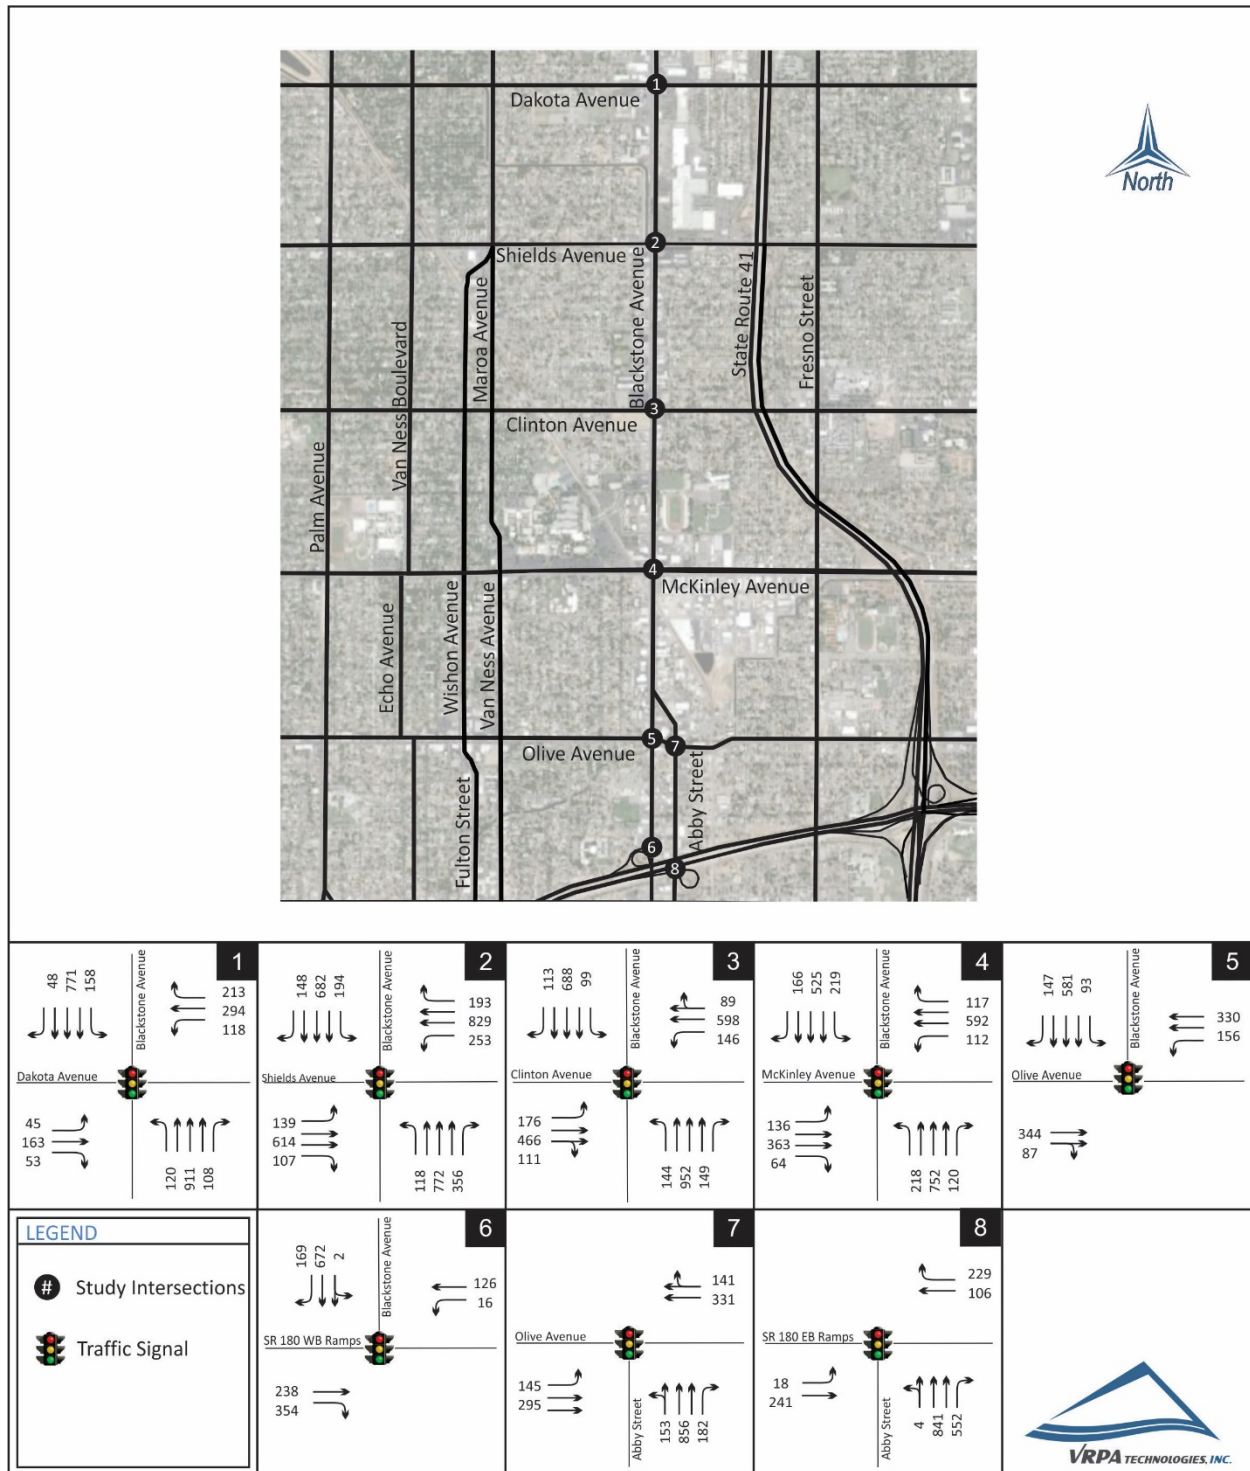 1
Dakota Avenue
North
2
Shields Avenue
Blackstone Avenue
State Route 41
Fresno Street
Maroa Avenue
Van Ness Boulevard
3
Clinton Avenue
Palm Avenue
4
McKinley Avenue
Echo Avenue
Wishon Avenue
Van Ness Avenue
5
7
Olive Avenue
Abby Street
Fulton Street
6
8
1
48
771
158
Blackstone Avenue
213
294
118
Dakota Avenue
45
163
53
120
911
108
2
148
682
194
Blackstone Avenue
193
829
253
Shields Avenue
139
614
107
118
772
356
3
113
688
99
Blackstone Avenue
89
598
146
Clinton Avenue
176
466
111
144
952
149
4
166
525
219
Blackstone Avenue
117
592
112
McKinley Avenue
136
363
64
218
752
120
5
147
581
93
Blackstone Avenue
330
156
Olive Avenue
344
87
LEGEND
# Study Intersections
Traffic Signal
6
169
672
2
Blackstone Avenue
126
16
SR 180 WB Ramps
238
354
7
141
331
Olive Avenue
145
295
Abby Street
153
856
182
8
229
106
SR 180 EB Ramps
18
241
Abby Street
4
841
552
VRPA TECHNOLOGIES, INC.